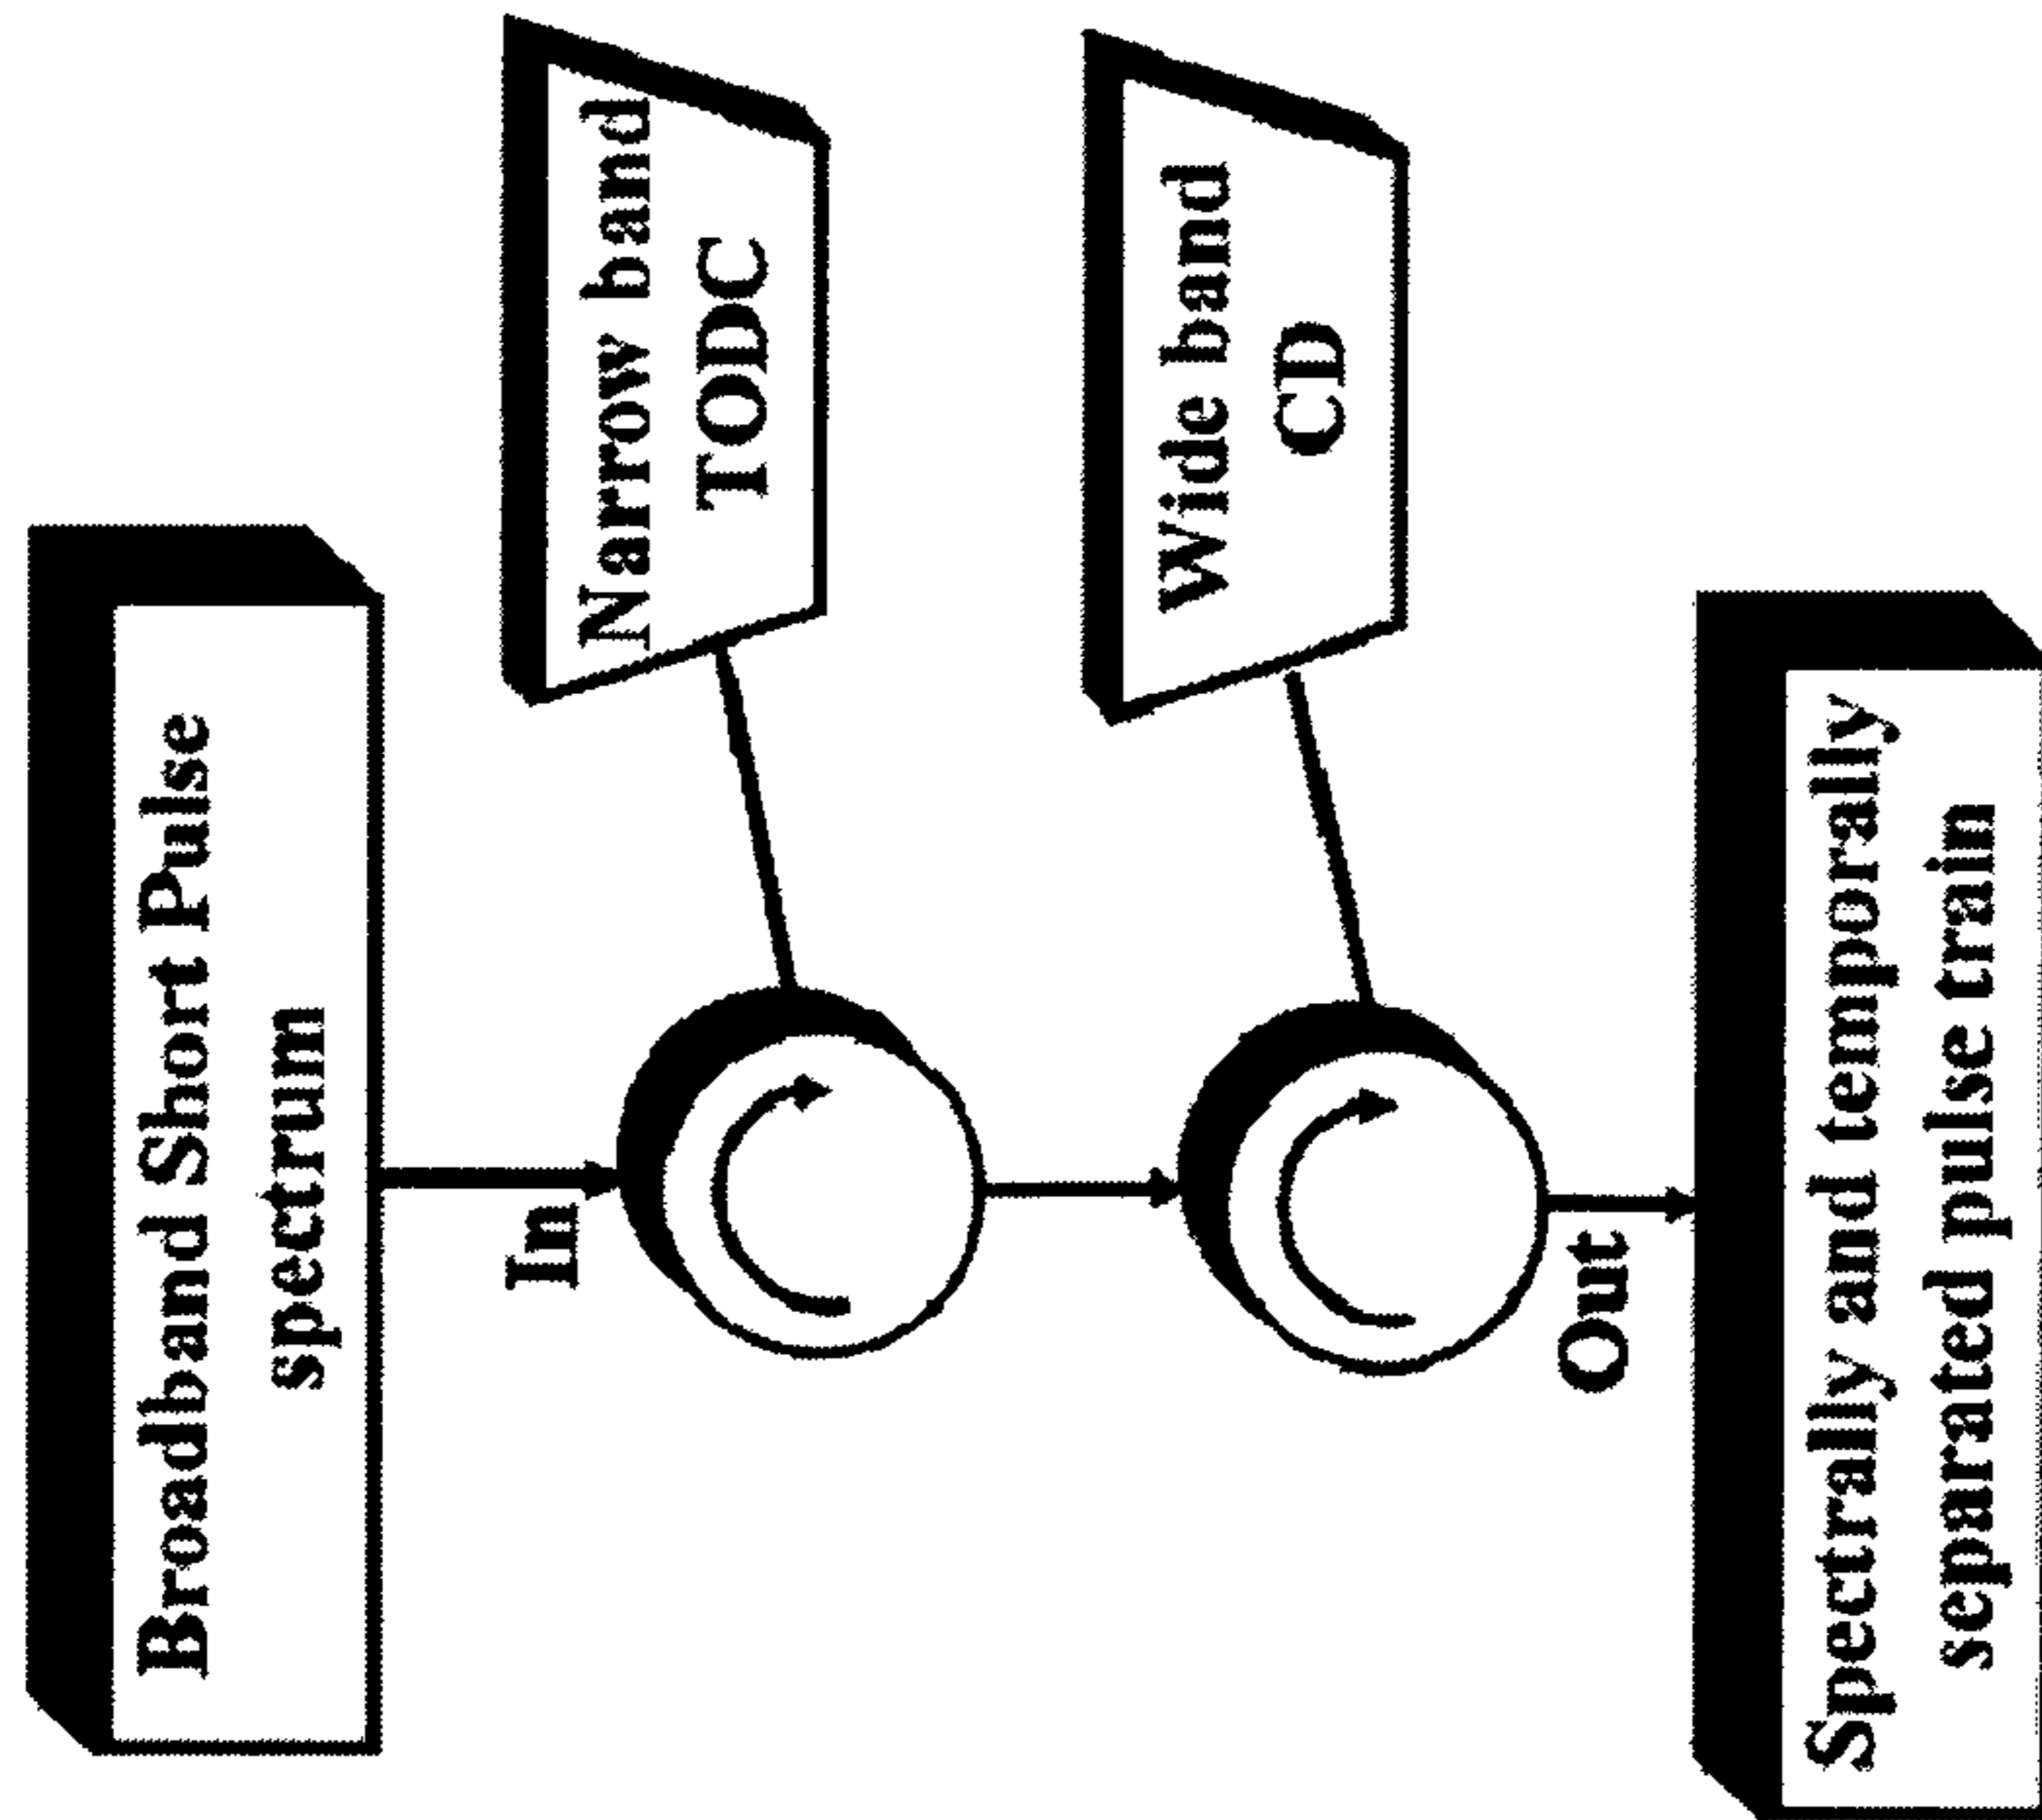 Broadband Short Pulse
spectrum
In
Narrow band
TODC
Wide band
CD
Out
Spectrally and temporally
separated pulse train